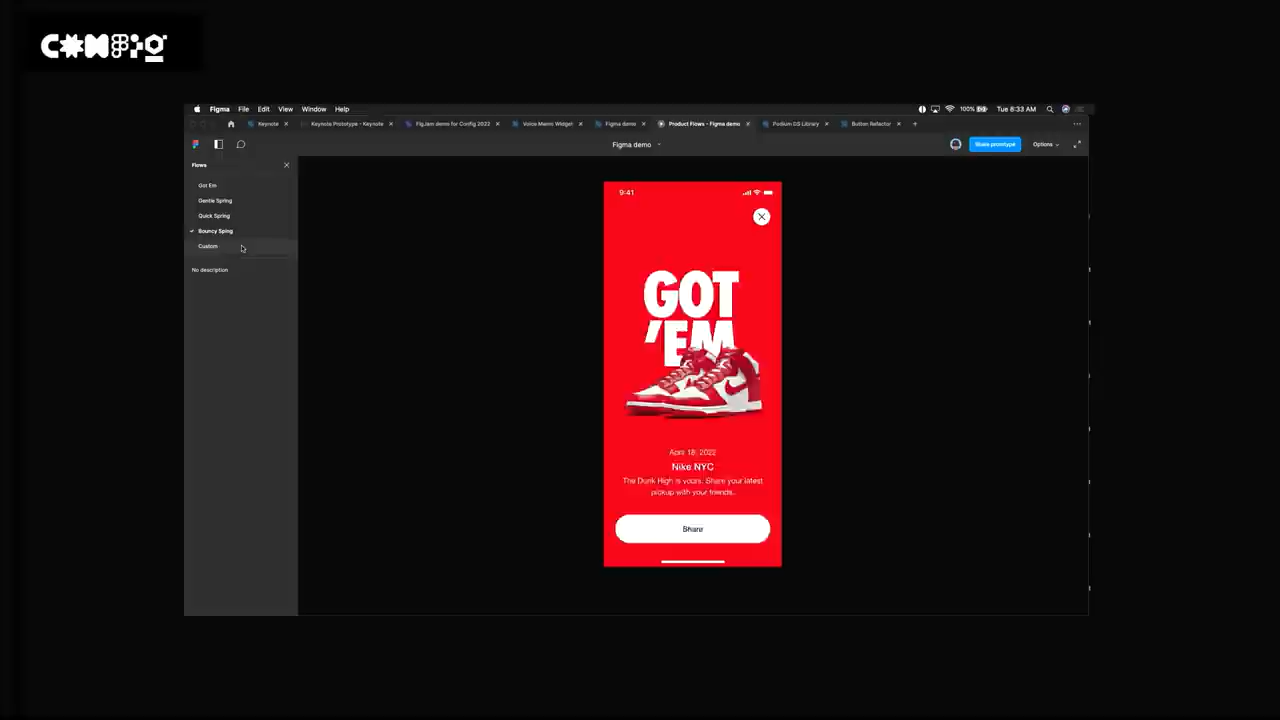 CONFIG
Figma File Edit View Window Help
100% Tue 8:33 AM
Keynote
Keynote Prototype - Keynote
FigJam demo for Config 2022
Voice Memo Widget
Figma demo
Product Flows - Figma demo
Podium DS Library
Button Refactor
Figma demo
Share prototype
Options
Flows
Got Em
Gentle Spring
Quick Spring
Bouncy Sping
Custom
No description
9:41
GOT
'EM
April 18, 2022
Nike NYC
The Dunk High is yours. Share your latest
pickup with your friends.
Share